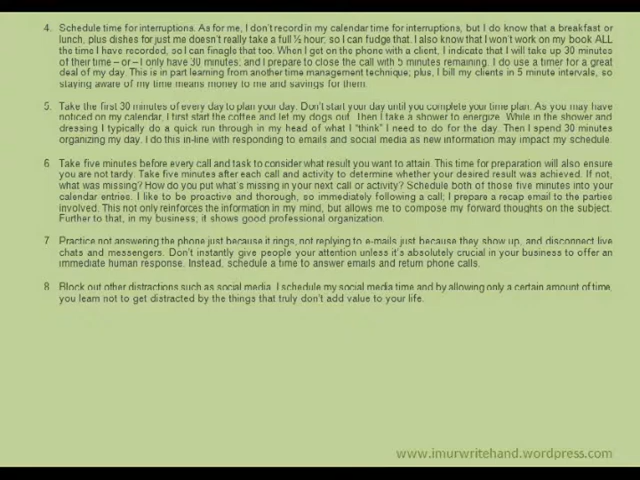 4. Schedule time for interruptions. As for me, I don't record in my calendar time for interruptions, but I do know that a breakfast or
lunch, plus dishes for just me doesn't really take a full ½ hour; so I can fudge that. I also know that I won't work on my book ALL
the time I have recorded, so I can finagle that too. When I get on the phone with a client, I indicate that I will take up 30 minutes
of their time – or – I only have 30 minutes; and I prepare to close the call with 5 minutes remaining. I do use a timer for a great
deal of my day. This is in part learning from another time management technique; plus, I bill my clients in 5 minute intervals, so
staying aware of my time means money to me and savings for them.
5. Take the first 30 minutes of every day to plan your day. Don't start your day until you complete your time plan. As you may have
noticed on my calendar, I first start the coffee and let my dogs out. Then I take a shower to energize. While in the shower and
dressing I typically do a quick run through in my head of what I "think" I need to do for the day. Then I spend 30 minutes
organizing my day. I do this in-line with responding to emails and social media as new information may impact my schedule.
6. Take five minutes before every call and task to consider what result you want to attain. This time for preparation will also ensure
you are not tardy. Take five minutes after each call and activity to determine whether your desired result was achieved. If not,
what was missing? How do you put what's missing in your next call or activity? Schedule both of those five minutes into your
calendar entries. I like to be proactive and thorough, so immediately following a call; I prepare a recap email to the parties
involved. This not only reinforces the information in my mind, but allows me to compose my forward thoughts on the subject.
Further to that, in my business; it shows good professional organization.
7. Practice not answering the phone just because it rings, not replying to e-mails just because they show up, and disconnect live
chats and messengers. Don't instantly give people your attention unless it's absolutely crucial in your business to offer an
immediate human response. Instead, schedule a time to answer emails and return phone calls.
8. Block out other distractions such as social media. I schedule my social media time and by allowing only a certain amount of time,
you learn not to get distracted by the things that truly don't add value to your life.
www.imurwritehand.wordpress.com